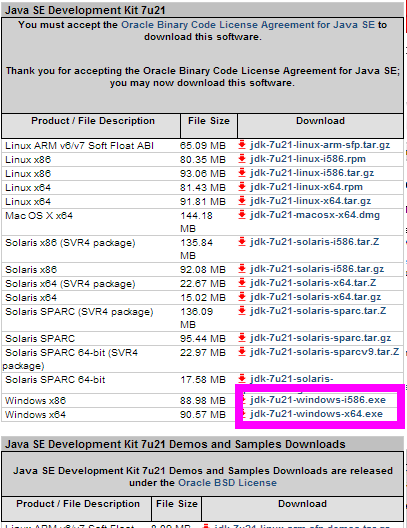 Java SE Development Kit 7u21
You must accept the Oracle Binary Code License Agreement for Java SE to
download this software.
Thank you for accepting the Oracle Binary Code License Agreement for Java SE;
you may now download this software.
Product / File Description File Size Download
Linux ARM v6/v7 Soft Float ABI 65.09 MB jdk-7u21-linux-arm-sfp.tar.gz
Linux x86 80.35 MB jdk-7u21-linux-i586.rpm
Linux x86 93.06 MB jdk-7u21-linux-i586.tar.gz
Linux x64 81.43 MB jdk-7u21-linux-x64.rpm
Linux x64 91.81 MB jdk-7u21-linux-x64.tar.gz
Mac OS X x64 144.18 jdk-7u21-macosx-x64.dmg
MB
Solaris x86 (SVR4 package) 135.84 jdk-7u21-solaris-i586.tar.Z
MB
Solaris x86 92.08 MB jdk-7u21-solaris-i586.tar.gz
Solaris x64 (SVR4 package) 22.67 MB jdk-7u21-solaris-x64.tar.Z
Solaris x64 15.02 MB jdk-7u21-solaris-x64.tar.gz
Solaris SPARC (SVR4 package) 136.09 jdk-7u21-solaris-sparc.tar.Z
MB
Solaris SPARC 95.44 MB jdk-7u21-solaris-sparc.tar.gz
Solaris SPARC 64-bit (SVR4 22.97 MB jdk-7u21-solaris-sparcv9.tar.Z
package)
Solaris SPARC 64-bit 17.58 MB jdk-7u21-solaris-
Windows x86 88.98 MB jdk-7u21-windows-i586.exe
Windows x64 90.57 MB jdk-7u21-windows-x64.exe
Java SE Development Kit 7u21 Demos and Samples Downloads
Java SE Development Kit 7u21 Demos and Samples Downloads are released
under the Oracle BSD License
Product / File Description File Size Download